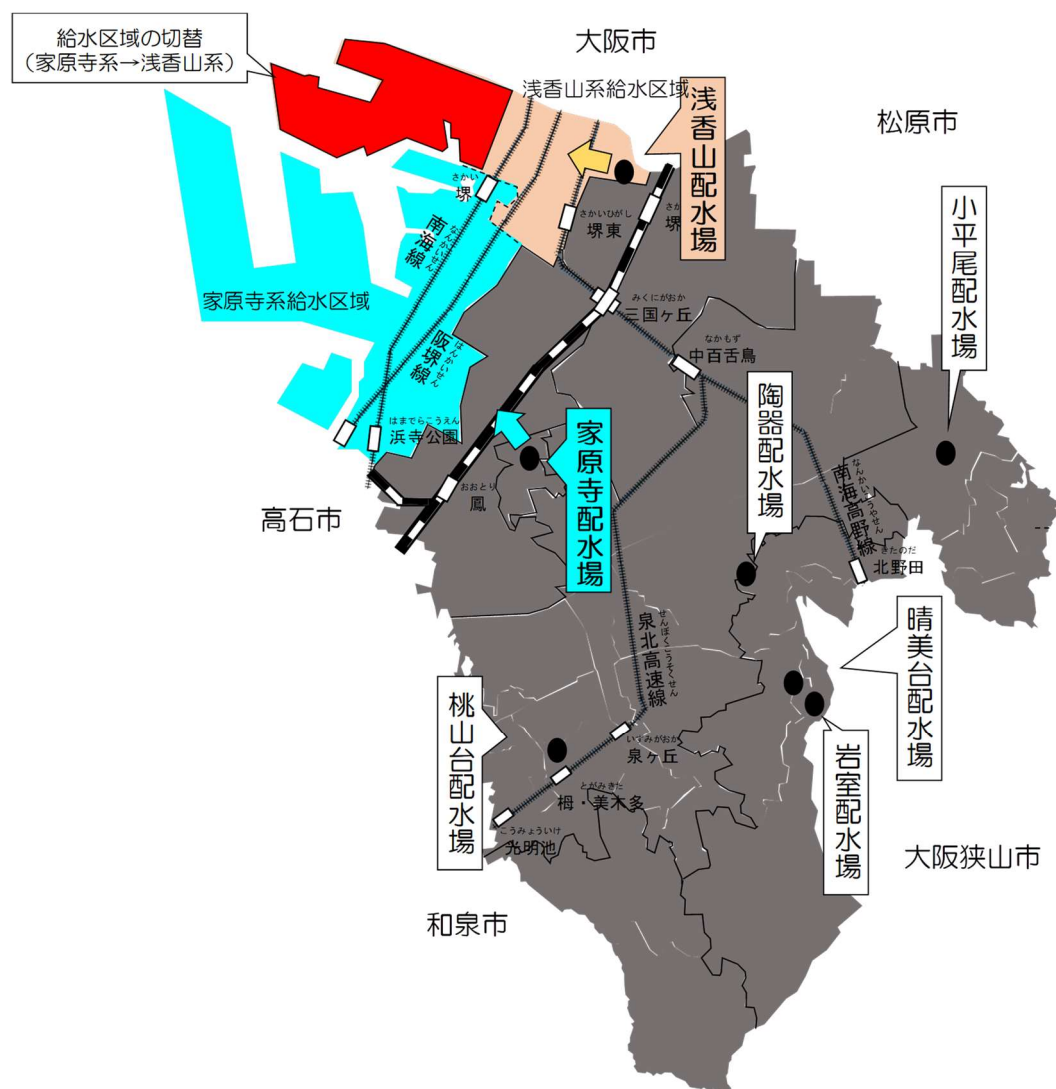 給水区域の切替
（家原寺系→浅香山系）
大阪市
浅香山系給水区域
浅香山配水場
松原市
小平尾配水場
さかい
堺
さかいひがし
堺東
さか
堺
なんかいせん
南海線
みくにがおか
三国ヶ丘
家原寺系給水区域
はんかいせん
阪堺線
なかもず
中百舌鳥
陶器配水場
はまでらこうえん
浜寺公園
家原寺配水場
おおとり
鳳
高石市
なんかいこうやせん
南海高野線
きたのだ
北野田
晴美台配水場
せんぼくこうそくせん
泉北高速線
桃山台配水場
いずみがおか
泉ヶ丘
岩室配水場
とがみきた
栂・美木多
こうみょういけ
光明池
大阪狭山市
和泉市